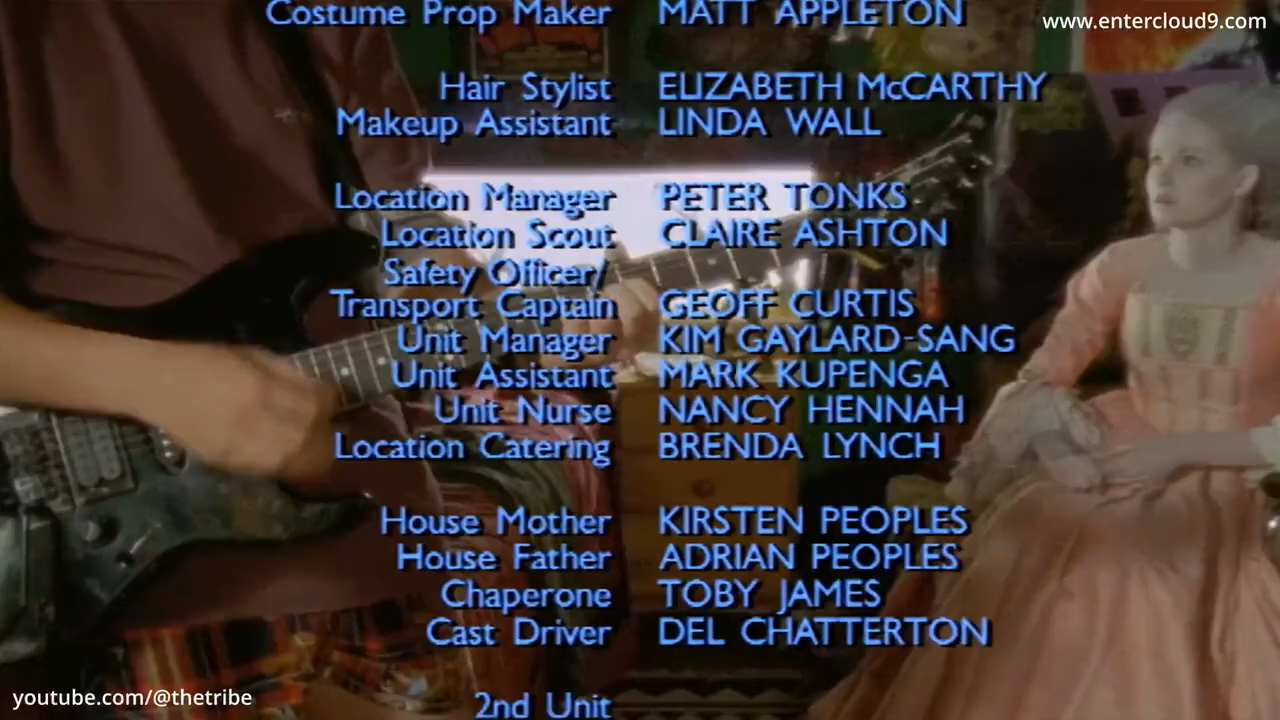 Costume Prop Maker MATT APPLETON
www.entercloud9.com
Hair Stylist ELIZABETH McCARTHY
Makeup Assistant LINDA WALL
Location Manager PETER TONKS
Location Scout CLAIRE ASHTON
Safety Officer/
Transport Captain GEOFF CURTIS
Unit Manager KIM GAYLARD-SANG
Unit Assistant MARK KUPENGA
Unit Nurse NANCY HENNAH
Location Catering BRENDA LYNCH
House Mother KIRSTEN PEOPLES
House Father ADRIAN PEOPLES
Chaperone TOBY JAMES
Cast Driver DEL CHATTERTON
youtube.com/@thetribe
2nd Unit